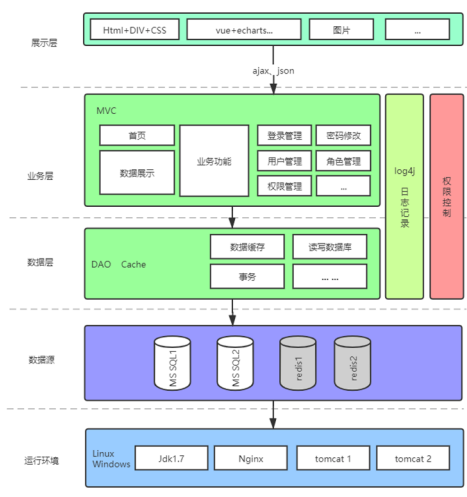 展示层
Html+DIV+CSS
vue+echarts...
图片
...
ajax、json
业务层
MVC
首页
数据展示
业务功能
登录管理
密码修改
用户管理
角色管理
权限管理
...
log4j
日志记录
权限控制
数据层
DAO Cache
数据缓存
读写数据库
事务
... ...
数据源
MS SQL1
MS SQL2
redis1
redis2
运行环境
Linux
Windows
Jdk1.7
Nginx
tomcat 1
tomcat 2